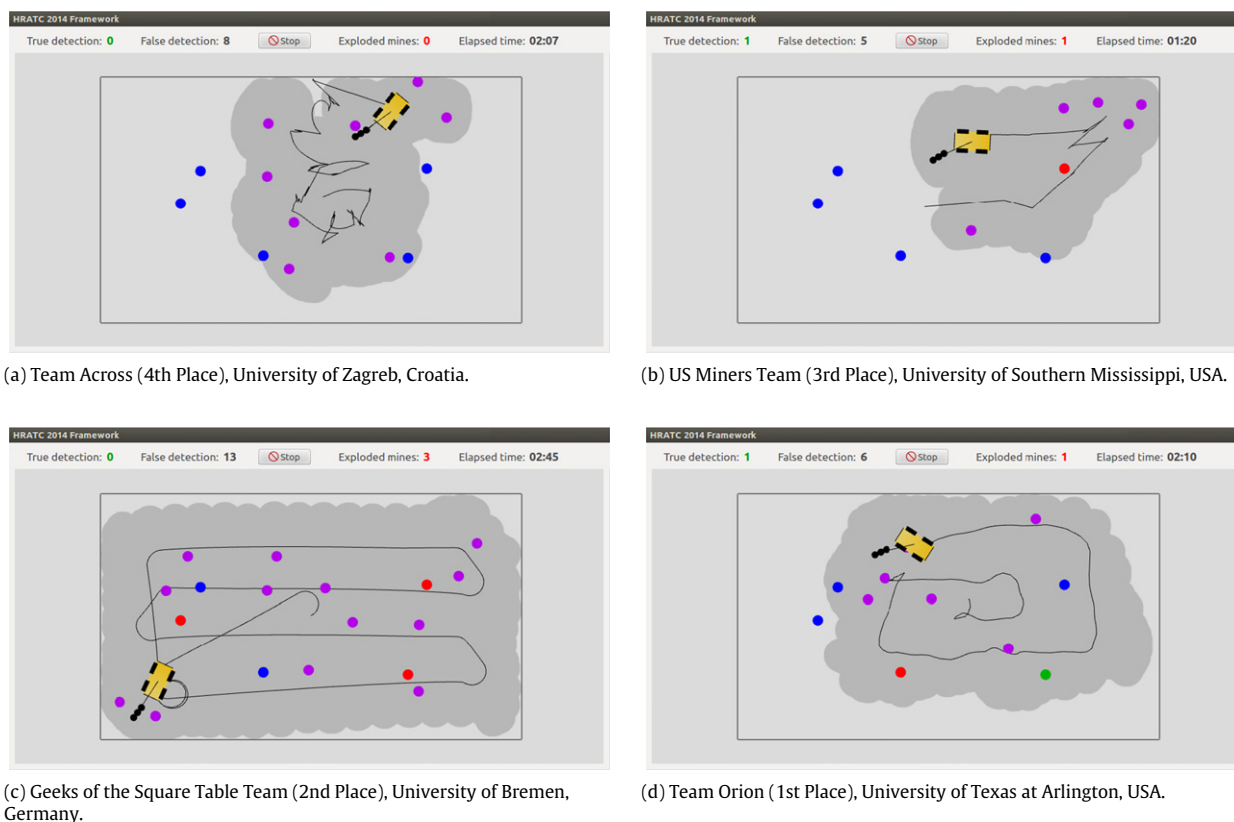 HRATC 2014 Framework
True detection: 0 False detection: 8 Stop Exploded mines: 0 Elapsed time: 02:07
(a) Team Across (4th Place), University of Zagreb, Croatia.
HRATC 2014 Framework
True detection: 1 False detection: 5 Stop Exploded mines: 1 Elapsed time: 01:20
(b) US Miners Team (3rd Place), University of Southern Mississippi, USA.
HRATC 2014 Framework
True detection: 0 False detection: 13 Stop Exploded mines: 3 Elapsed time: 02:45
(c) Geeks of the Square Table Team (2nd Place), University of Bremen,
Germany.
HRATC 2014 Framework
True detection: 1 False detection: 6 Stop Exploded mines: 1 Elapsed time: 02:10
(d) Team Orion (1st Place), University of Texas at Arlington, USA.